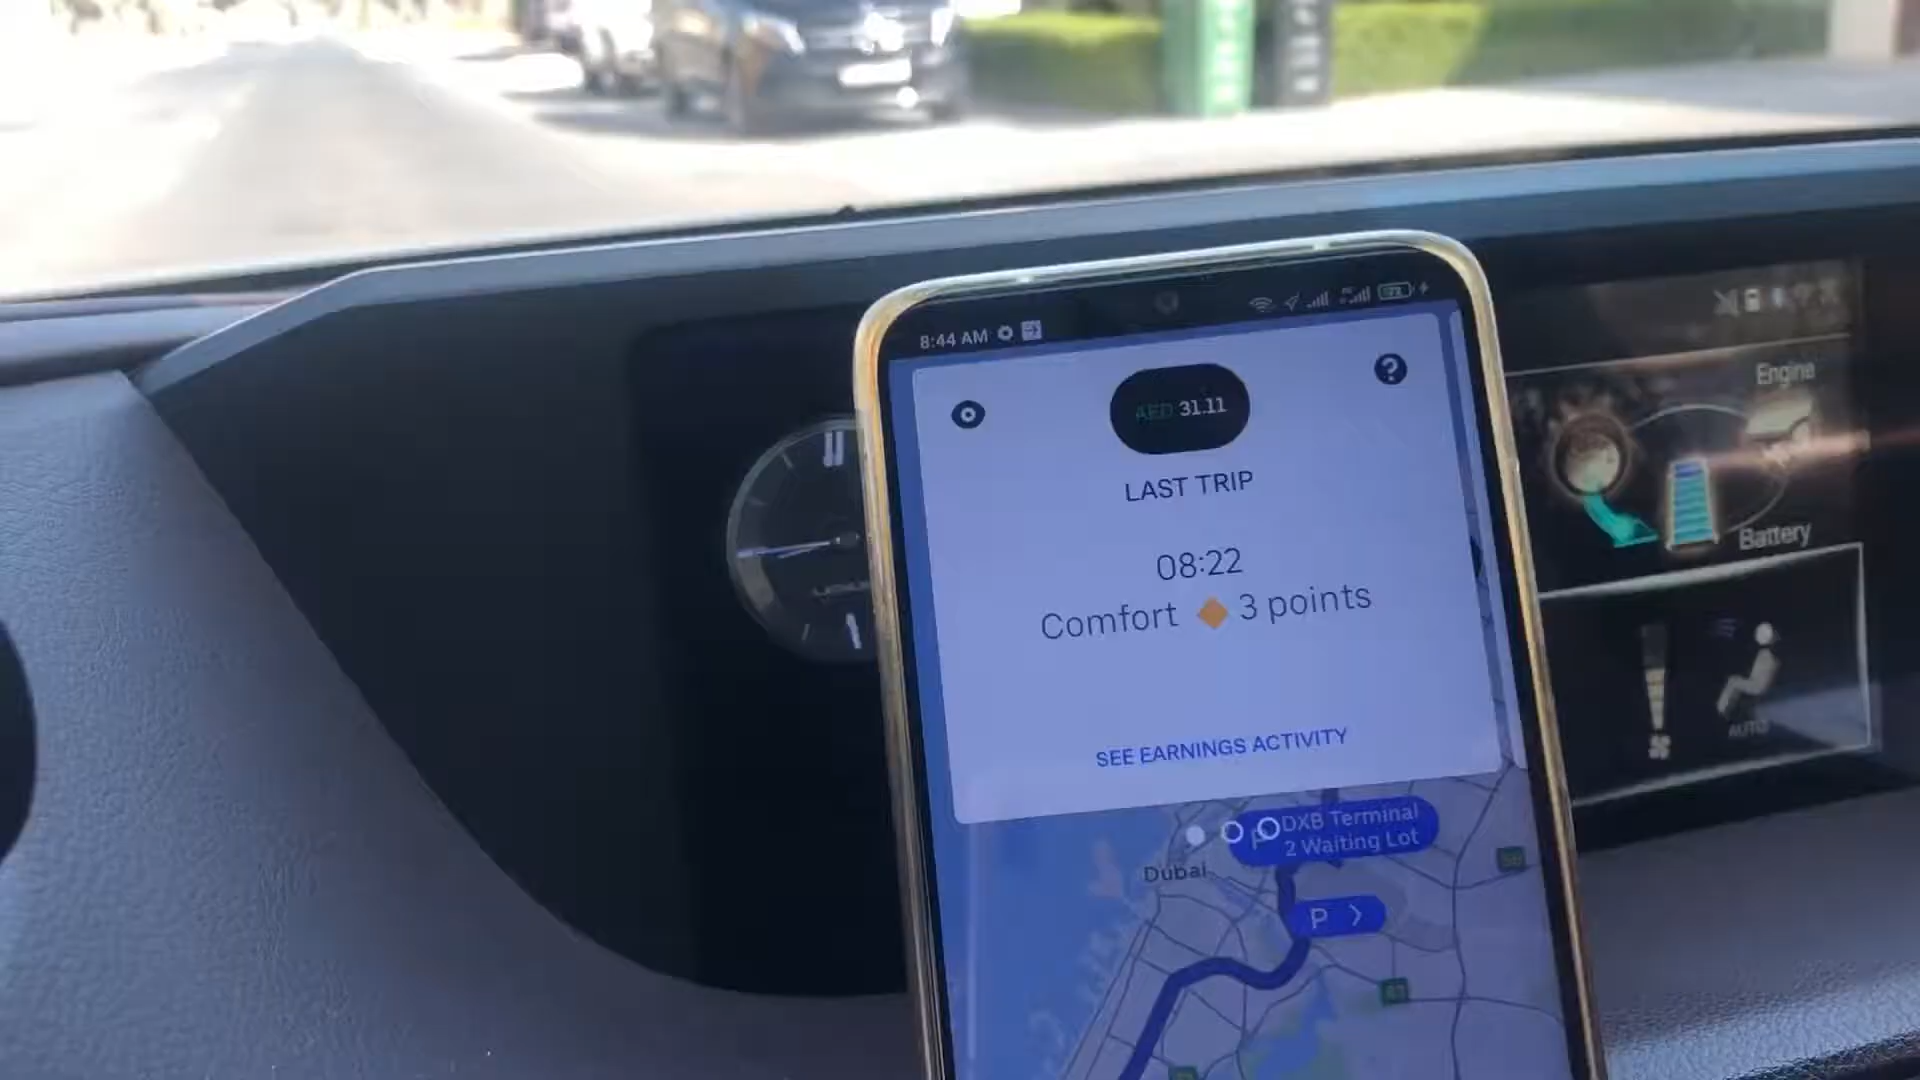 8:44 AM
AED 31.11
LAST TRIP
08:22
Comfort 3 points
SEE EARNINGS ACTIVITY
P DXB Terminal
2 Waiting Lot
Dubai
P
Engine
Battery
AUTO